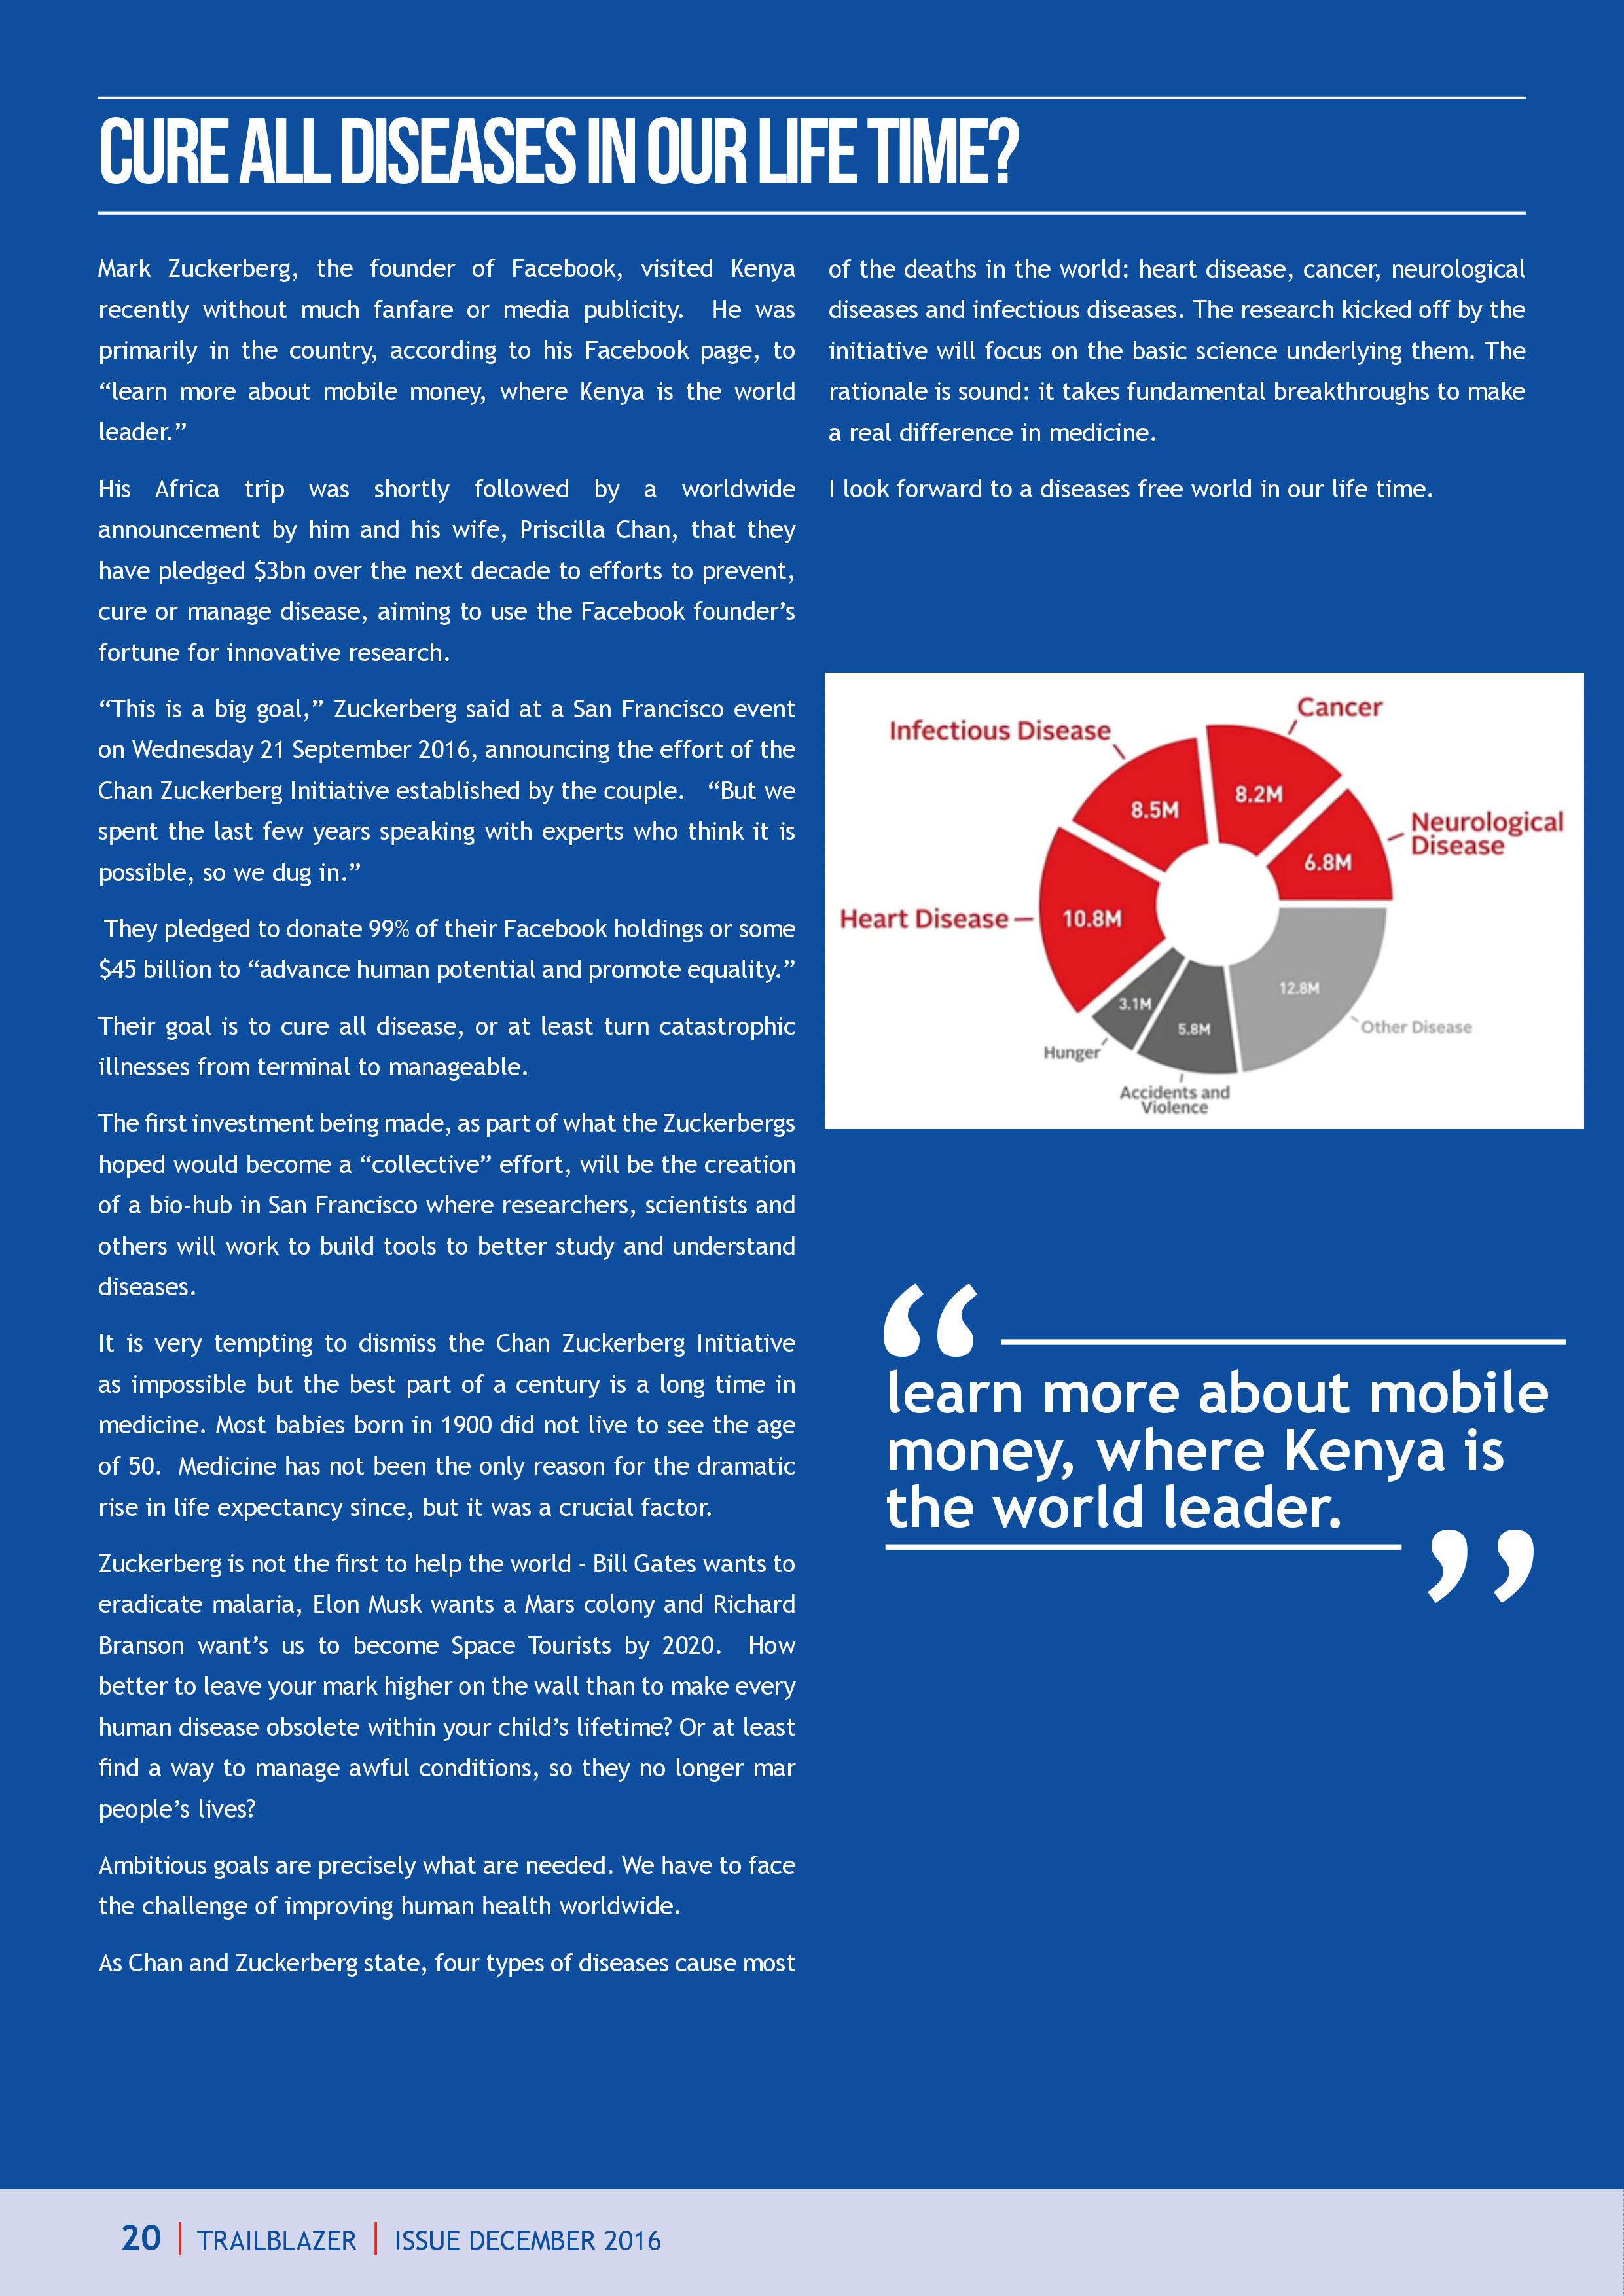 CURE ALL DISEASES IN OUR LIFE TIME?
Mark Zuckerberg, the founder of Facebook, visited Kenya
recently without much fanfare or media publicity.  He was
primarily in the country, according to his Facebook page, to
“learn more about mobile money, where Kenya is the world
leader.”
His Africa trip was shortly followed by a worldwide
announcement by him and his wife, Priscilla Chan, that they
have pledged $3bn over the next decade to efforts to prevent,
cure or manage disease, aiming to use the Facebook founder’s
fortune for innovative research.
“This is a big goal,” Zuckerberg said at a San Francisco event
on Wednesday 21 September 2016, announcing the effort of the
Chan Zuckerberg Initiative established by the couple.   “But we
spent the last few years speaking with experts who think it is
possible, so we dug in.”
They pledged to donate 99% of their Facebook holdings or some
$45 billion to “advance human potential and promote equality.”
Their goal is to cure all disease, or at least turn catastrophic
illnesses from terminal to manageable.
The first investment being made, as part of what the Zuckerbergs
hoped would become a “collective” effort, will be the creation
of a bio-hub in San Francisco where researchers, scientists and
others will work to build tools to better study and understand
diseases.
It is very tempting to dismiss the Chan Zuckerberg Initiative
as impossible but the best part of a century is a long time in
medicine. Most babies born in 1900 did not live to see the age
of 50.  Medicine has not been the only reason for the dramatic
rise in life expectancy since, but it was a crucial factor.
Zuckerberg is not the first to help the world - Bill Gates wants to
eradicate malaria, Elon Musk wants a Mars colony and Richard
Branson want’s us to become Space Tourists by 2020.  How
better to leave your mark higher on the wall than to make every
human disease obsolete within your child’s lifetime? Or at least
find a way to manage awful conditions, so they no longer mar
people’s lives?
Ambitious goals are precisely what are needed. We have to face
the challenge of improving human health worldwide.
As Chan and Zuckerberg state, four types of diseases cause most
of the deaths in the world: heart disease, cancer, neurological
diseases and infectious diseases. The research kicked off by the
initiative will focus on the basic science underlying them. The
rationale is sound: it takes fundamental breakthroughs to make
a real difference in medicine.
I look forward to a diseases free world in our life time.
Cancer
Infectious Disease
8.2M
8.5M
Neurological
Disease
6.8M
Heart Disease
10.8M
12.8M
3.1M
Other Disease
5.8M
Hunger
Accidents and
Violence
“
learn more about mobile
money, where Kenya is
the world leader.
”
20 | TRAILBLAZER | ISSUE DECEMBER 2016